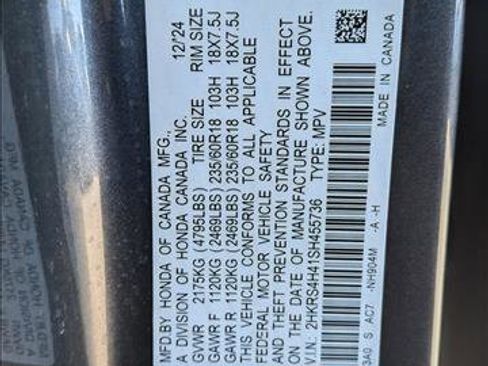 MFD.BY HONDA OF CANADA MFG., 12/24
A DIVISION OF HONDA CANADA INC.
GVWR 2175KG (4795LBS) TIRE SIZE RIM SIZE
GAWR F 1120KG (2469LBS) 235/60R18 103H 18X7.5J
GAWR R 1120KG (2469LBS) 235/60R18 103H 18X7.5J
THIS VEHICLE CONFORMS TO ALL APPLICABLE
FEDERAL MOTOR VEHICLE SAFETY
AND THEFT PREVENTION STANDARDS IN EFFECT
ON THE DATE OF MANUFACTURE SHOWN ABOVE.
V.I.N.: 2HKRS4H41SH455736 TYPE: MPV
3A0 S AC7 -NH904M -A -H
MADE IN CANADA